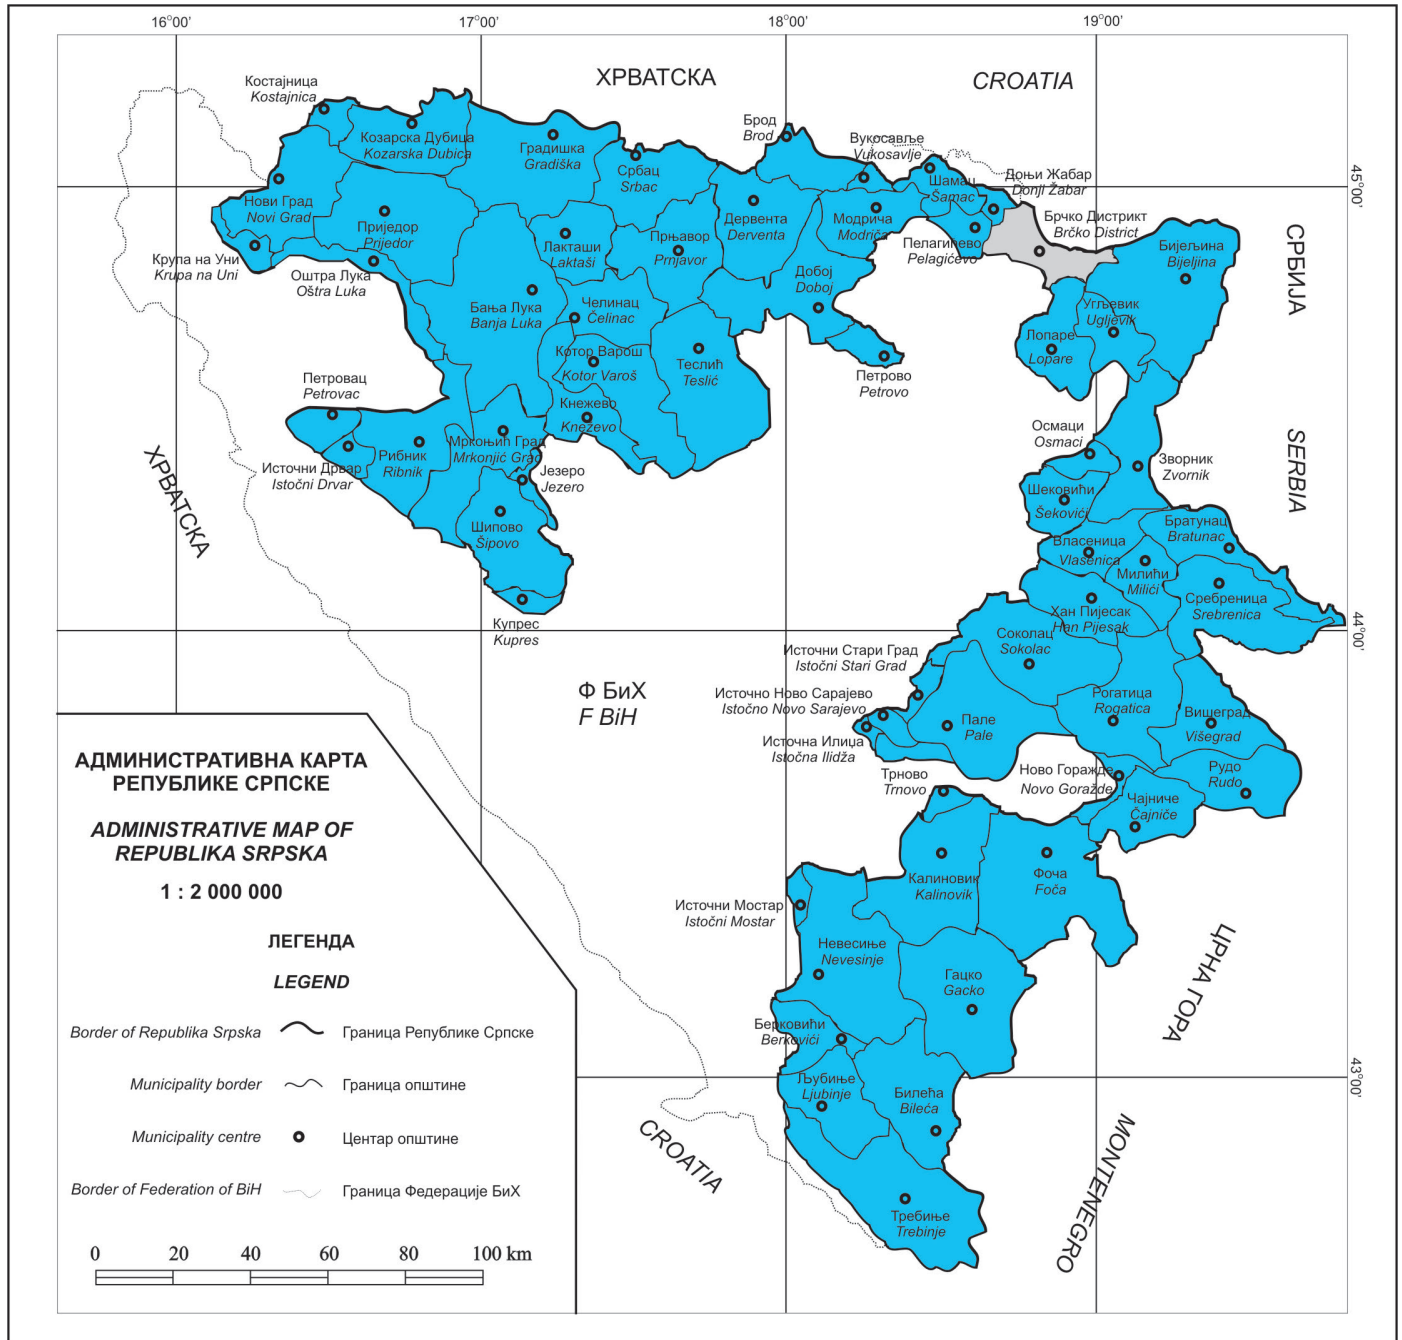 16°00'
17°00'
18°00'
19°00'
ХРВАТСКА
CROATIA
Костајница
Kostajnica
Козарска Дубица
Kozarska Dubica
Градишка
Gradiška
Србац
Srbac
Брод
Brod
Вукосавље
Vukosavlje
Шамац
Šamac
Доњи Жабар
Donji Žabar
45°00'
Нови Град
Novi Grad
Приједор
Prijedor
Лакташи
Laktaši
Прњавор
Prnjavor
Дервента
Derventa
Модрича
Modriča
Пелагићево
Pelagićevo
Брчко Дистрикт
Brčko District
Бијељина
Bijeljina
СРБИЈА
Крупа на Уни
Krupa na Uni
Оштра Лука
Oštra Luka
Бања Лука
Banja Luka
Челинац
Čelinac
Добој
Doboj
Угљевик
Ugljevik
Лопаре
Lopare
Котор Варош
Kotor Varoš
Теслић
Teslić
Петрово
Petrovo
Петровац
Petrovac
Кнежево
Kneževo
Осмаци
Osmaci
SERBIA
ХРВАТСКА
Источни Дрвар
Istočni Drvar
Рибник
Ribnik
Мркоњић Град
Mrkonjić Grad
Језеро
Jezero
Зворник
Zvornik
Шековићи
Šekovići
Шипово
Šipovo
Братунац
Bratunac
Власеница
Vlasenica
Милићи
Milići
Сребреница
Srebrenica
Купрес
Kupres
Хан Пијесак
Han Pijesak
44°00'
Соколац
Sokolac
Источни Стари Град
Istočni Stari Grad
Ф БиХ
F BiH
Источно Ново Сарајево
Istočno Novo Sarajevo
Рогатица
Rogatica
Пале
Pale
Вишеград
Višegrad
Источна Илиџа
Istočna Ilidža
Трново
Trnovo
Ново Горажде
Novo Goražde
Рудо
Rudo
Чајниче
Čajniče
Калиновик
Kalinovik
Фоча
Foča
Источни Мостар
Istočni Mostar
Невесиње
Nevesinje
Гацко
Gacko
ЦРНА ГОРА
Берковићи
Berkovići
43°00'
Љубиње
Ljubinje
Билећа
Bileća
CROATIA
MONTENEGRO
Требиње
Trebinje
АДМИНИСТРАТИВНА КАРТА
РЕПУБЛИКЕ СРПСКЕ
ADMINISTRATIVE MAP OF
REPUBLIKA SRPSKA
1 : 2 000 000
ЛЕГЕНДА
LEGEND
Border of Republika Srpska Граница Републике Српске
Municipality border Граница општине
Municipality centre Центар општине
Border of Federation of BiH Граница Федерације БиХ
0 20 40 60 80 100 km